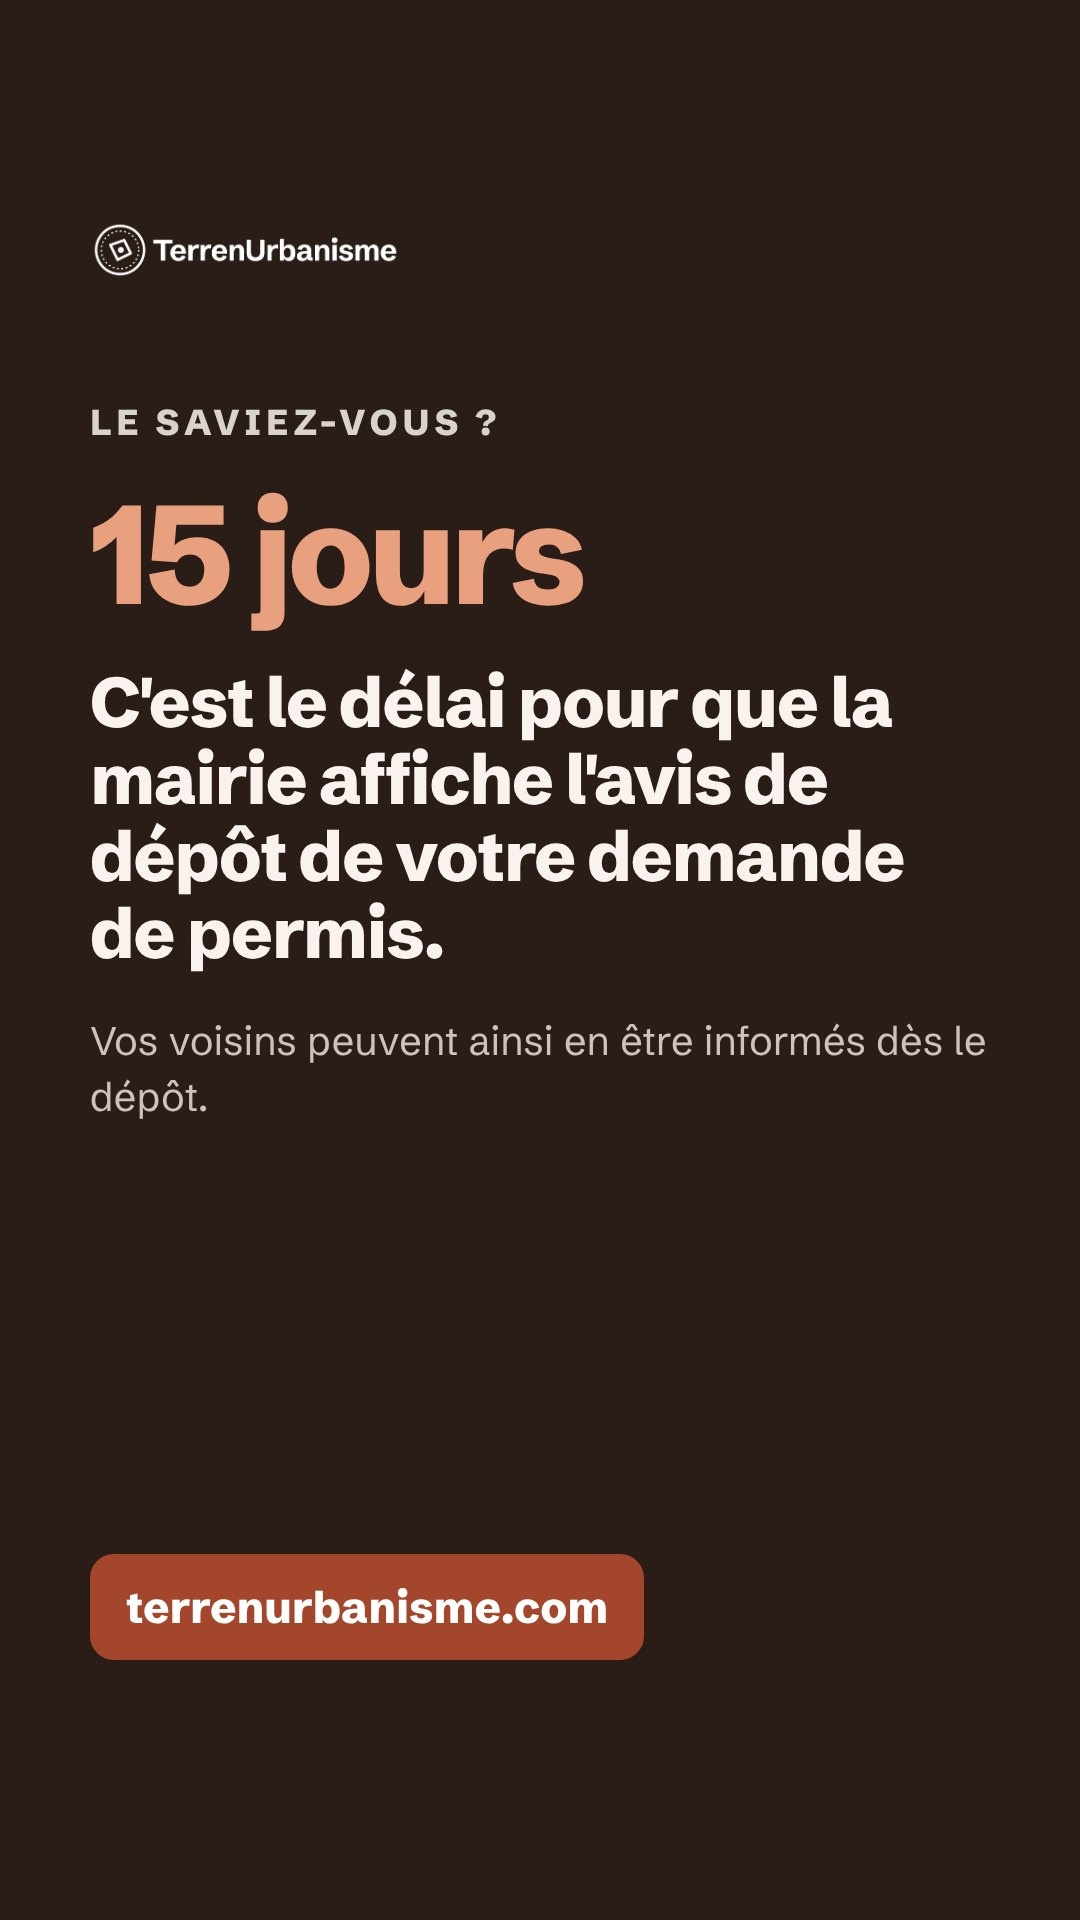 TerrenUrbanisme
LE SAVIEZ-VOUS ?
15 jours
C'est le délai pour que la
mairie affiche l'avis de
dépôt de votre demande
de permis.
Vos voisins peuvent ainsi en être informés dès le
dépôt.
terrenurbanisme.com